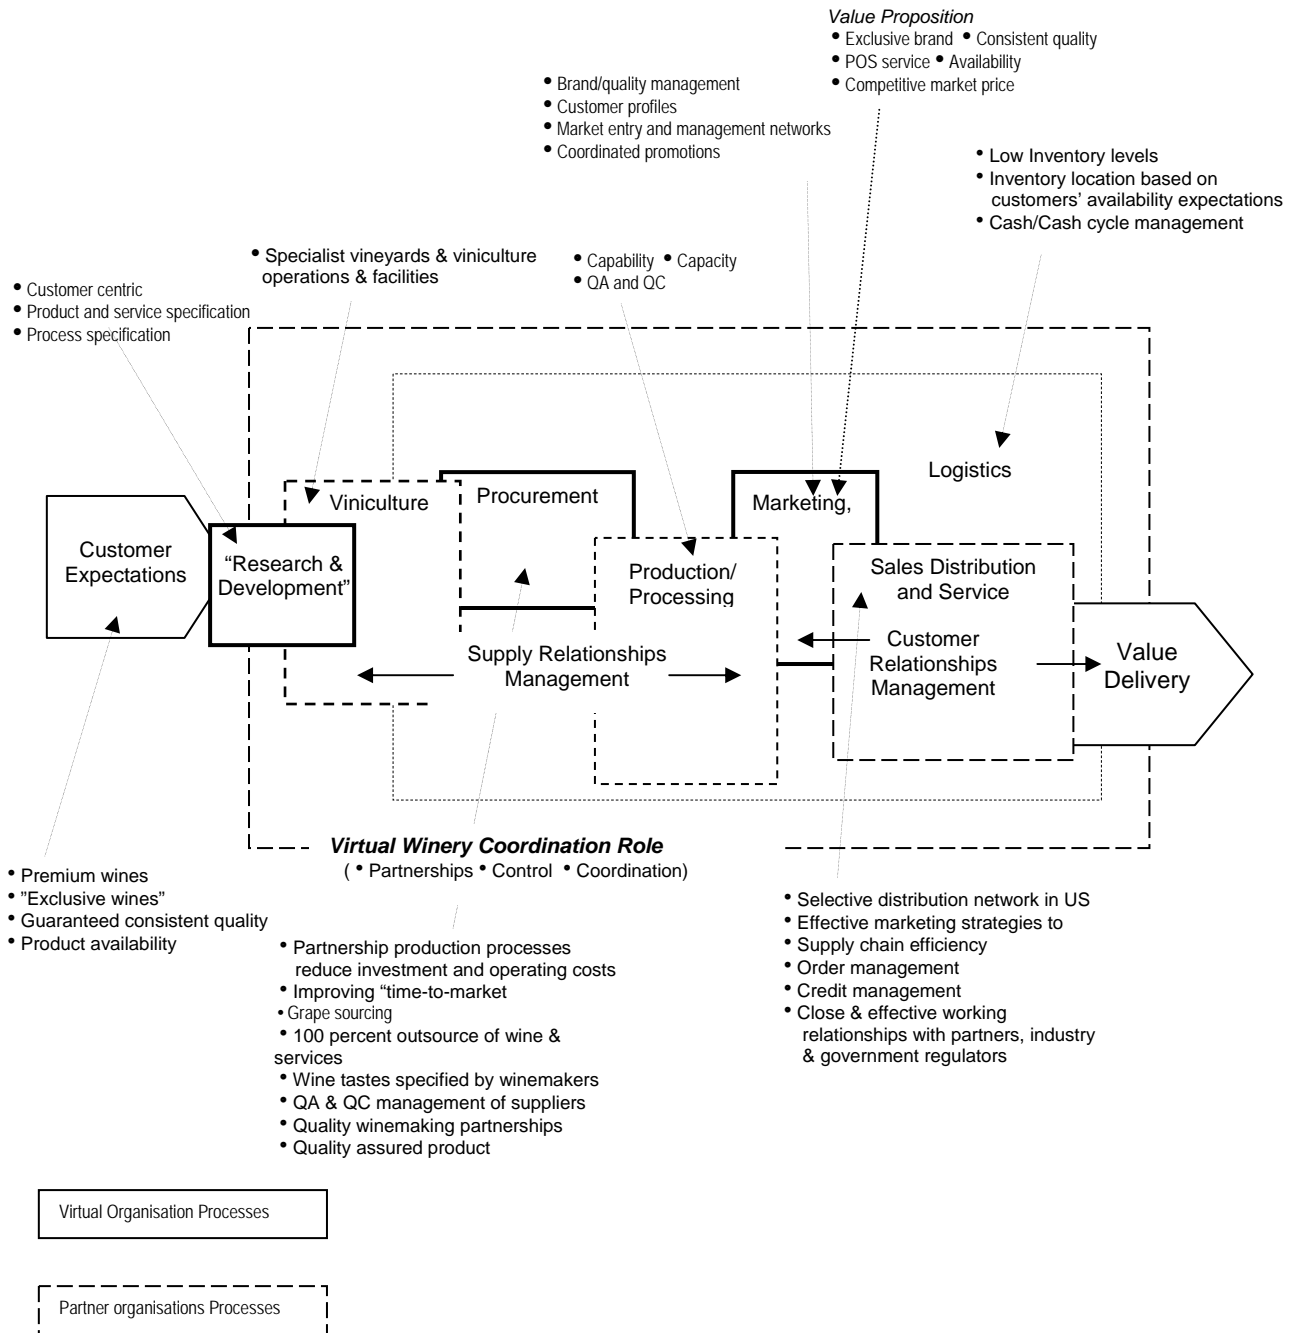 Value Proposition
• Exclusive brand • Consistent quality
• POS service • Availability
• Competitive market price
• Brand/quality management
• Customer profiles
• Market entry and management networks
• Coordinated promotions
• Low Inventory levels
• Inventory location based on
customers’ availability expectations
• Cash/Cash cycle management
• Specialist vineyards & viniculture
operations & facilities
• Capability • Capacity
• QA and QC
• Customer centric
• Product and service specification
• Process specification
Customer
Expectations
“Research &
Development”
Viniculture
Procurement
Production/
Processing
Marketing,
Logistics
Sales Distribution
and Service
Supply Relationships
Management
Customer
Relationships
Management
Value
Delivery
Virtual Winery Coordination Role
( • Partnerships • Control • Coordination)
• Premium wines
• ”Exclusive wines”
• Guaranteed consistent quality
• Product availability
• Partnership production processes
reduce investment and operating costs
• Improving “time-to-market
• Grape sourcing
• 100 percent outsource of wine &
services
• Wine tastes specified by winemakers
• QA & QC management of suppliers
• Quality winemaking partnerships
• Quality assured product
• Selective distribution network in US
• Effective marketing strategies to
• Supply chain efficiency
• Order management
• Credit management
• Close & effective working
relationships with partners, industry
& government regulators
Virtual Organisation Processes
Partner organisations Processes